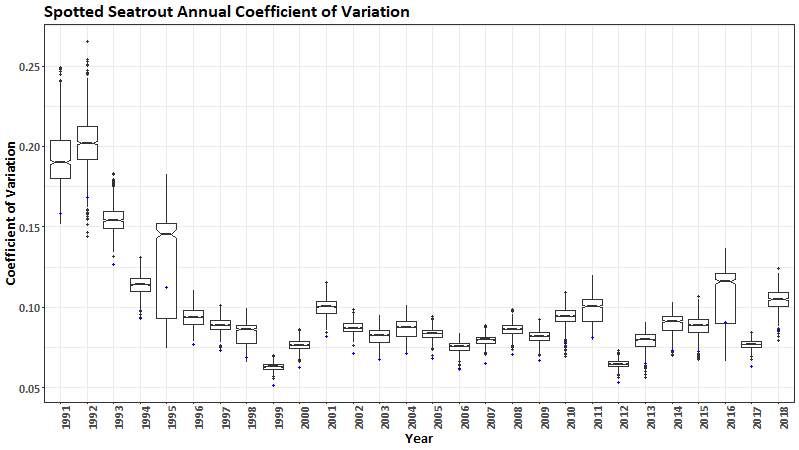 Spotted Seatrout Annual Coefficient of Variation
Coefficient of Variation
0.25
0.20
0.15
0.10
0.05
1991 1992 1993 1994 1995 1996 1997 1998 1999 2000 2001 2002 2003 2004 2005 2006 2007 2008 2009 2010 2011 2012 2013 2014 2015 2016 2017 2018
Year